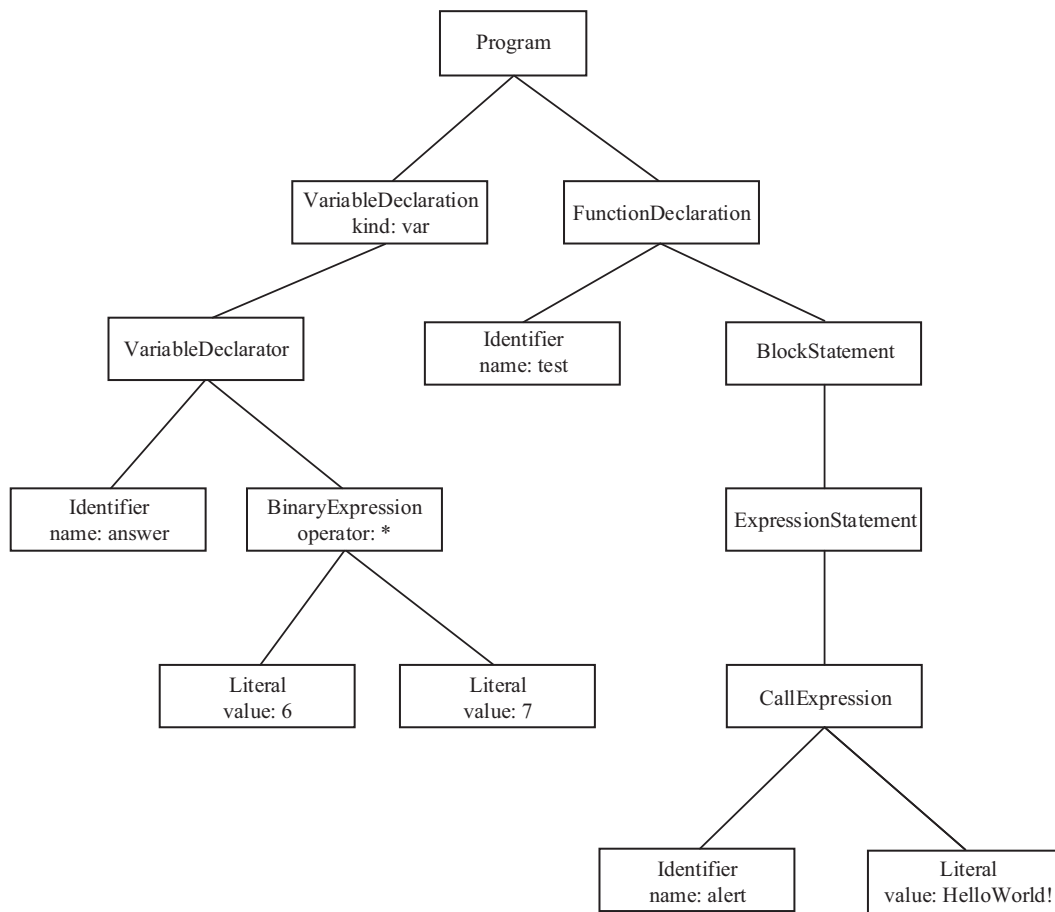 Program
VariableDeclaration
kind: var
FunctionDeclaration
VariableDeclarator
Identifier
name: test
BlockStatement
Identifier
name: answer
BinaryExpression
operator: *
ExpressionStatement
Literal
value: 6
Literal
value: 7
CallExpression
Identifier
name: alert
Literal
value: HelloWorld!